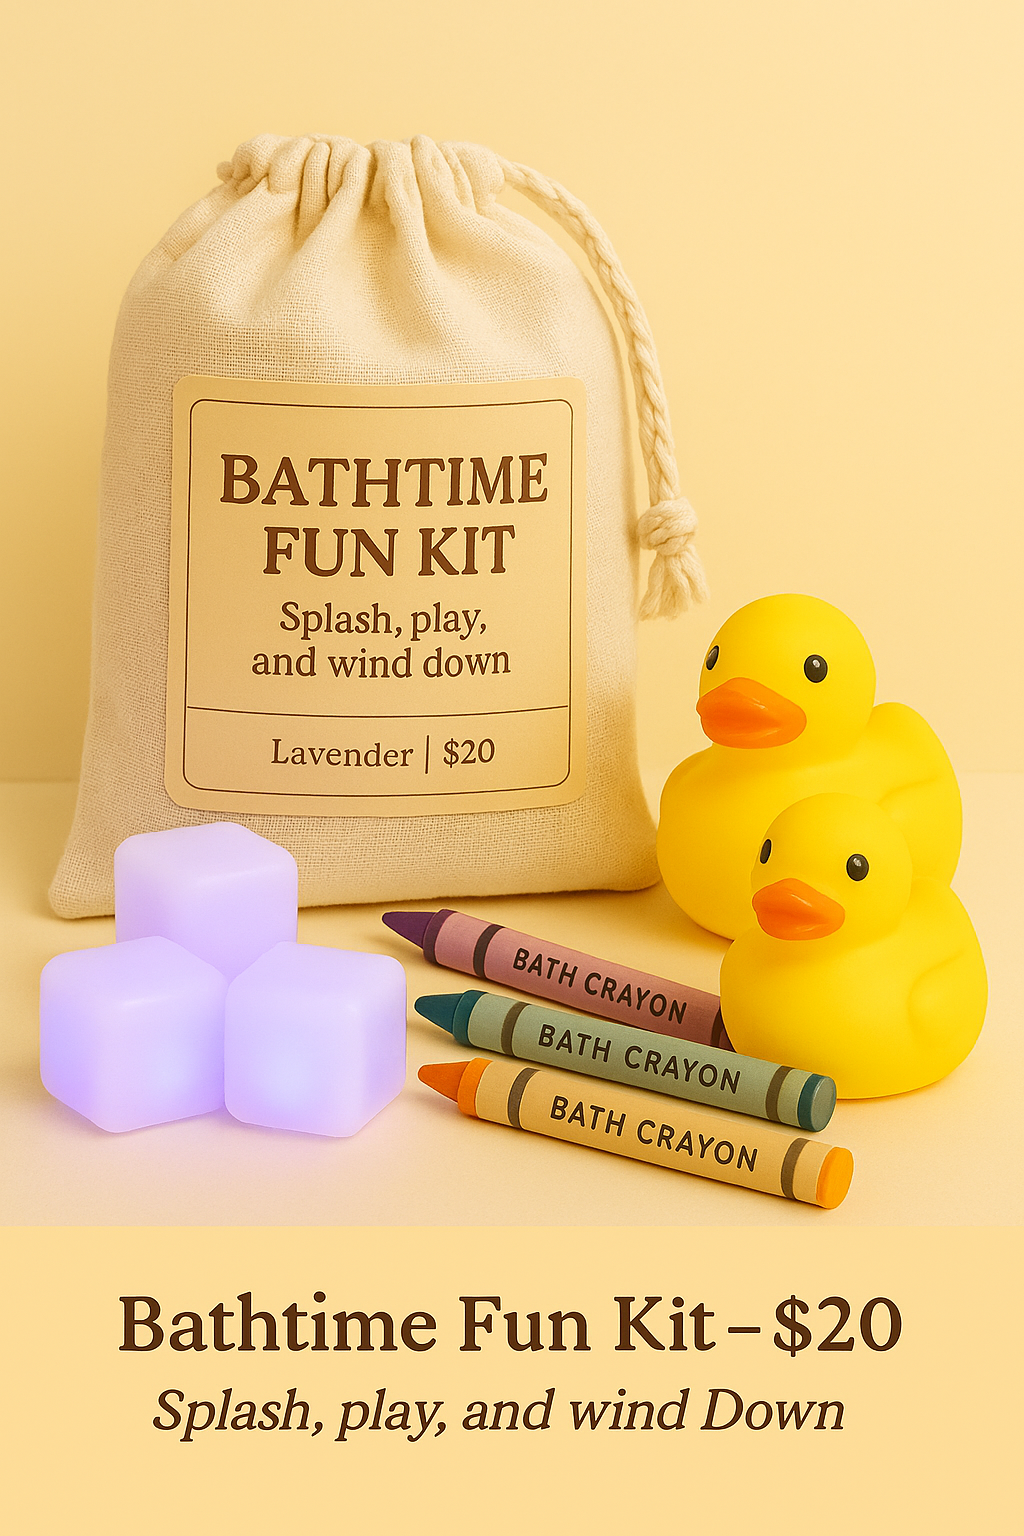 BATHTIME
FUN KIT
Splash, play,
and wind down
Lavender | $20
BATH CRAYON
BATH CRAYON
BATH CRAYON
Bathtime Fun Kit – $20
Splash, play, and wind Down